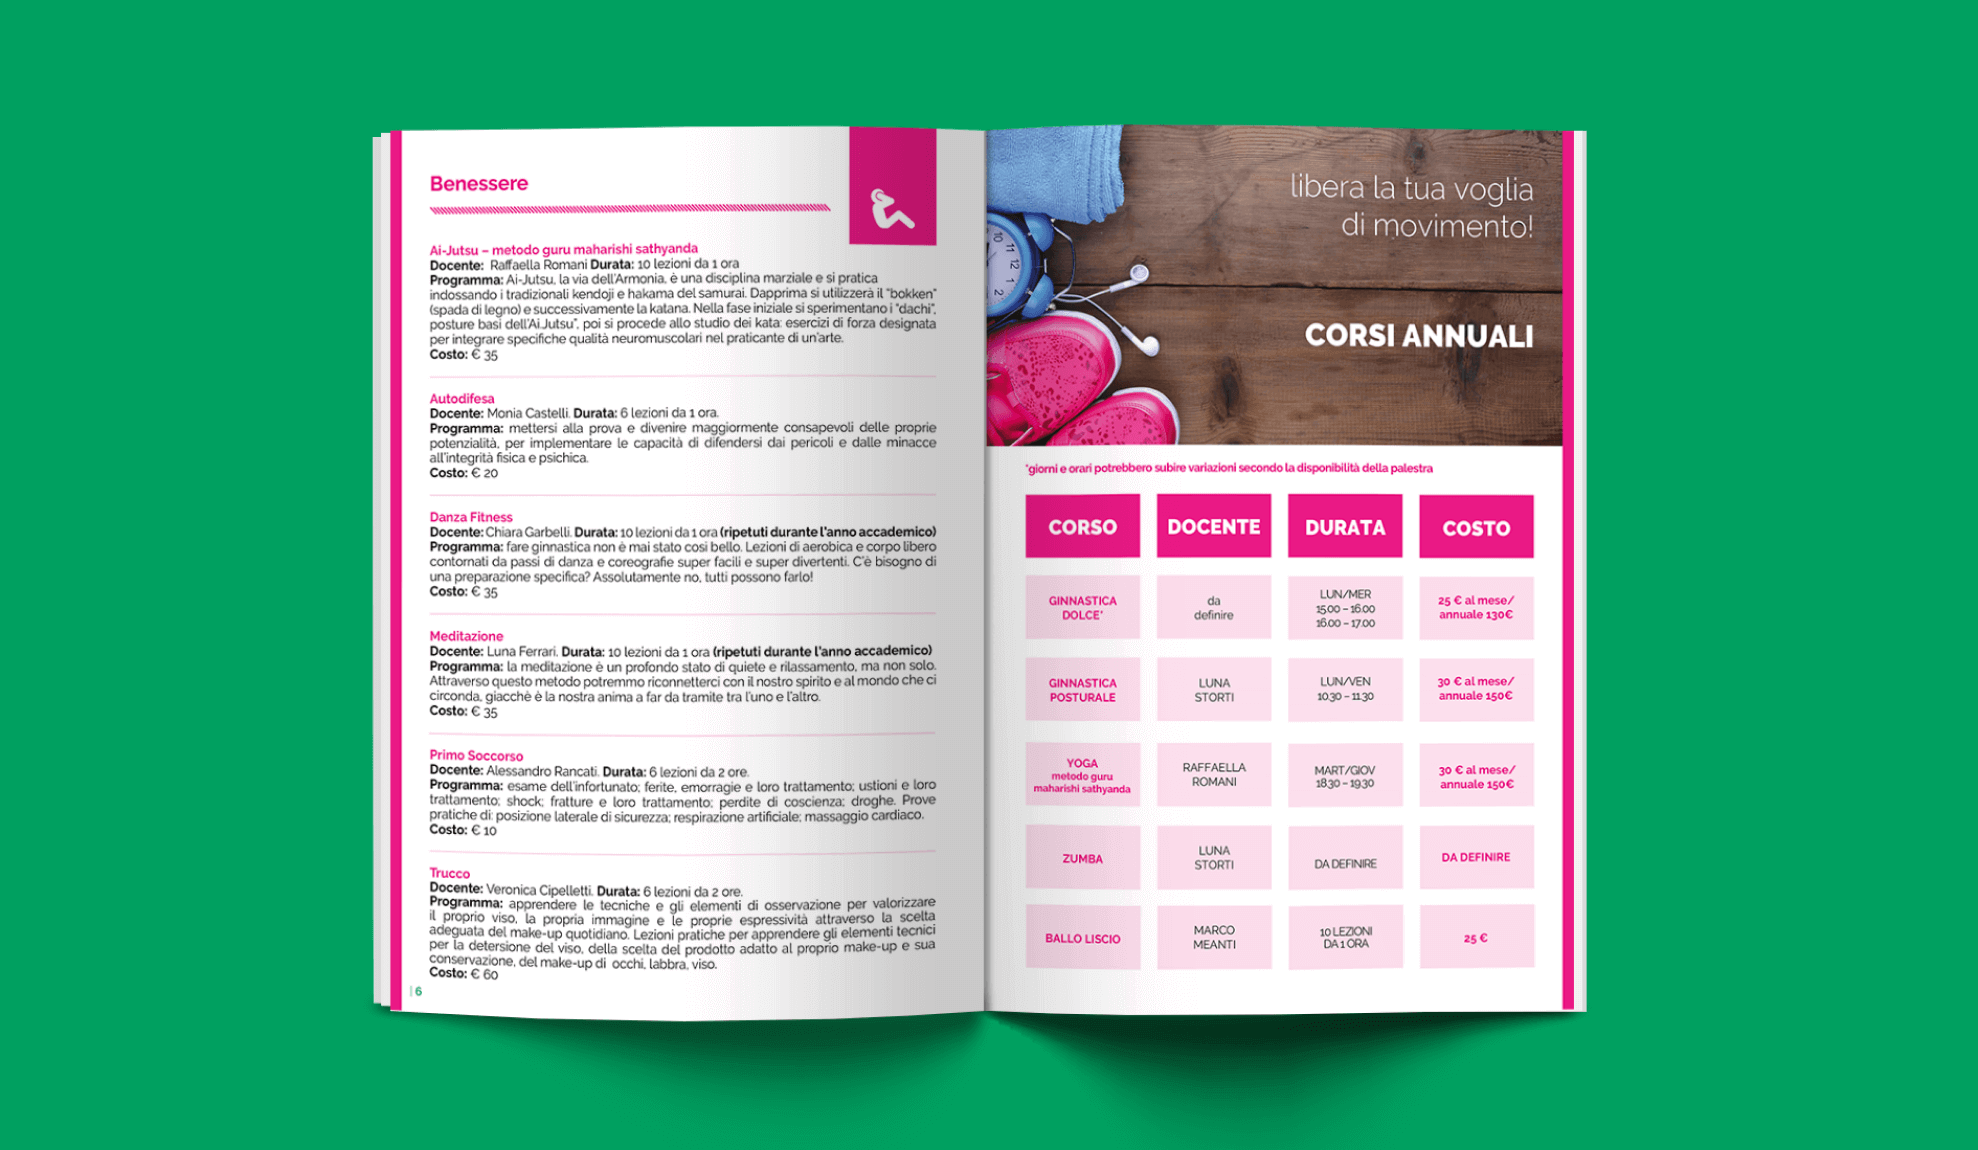 Benessere
Ai-Jutsu – metodo guru maharishi sathyanda
Docente: Raffaella Romani Durata: 10 lezioni da 1 ora
Programma: Ai-Jutsu, la via dell'Armonia, è una disciplina marziale e si pratica
indossando i tradizionali kendoji e hakama del samurai. Dapprima si utilizzerà il "bokken"
(spada di legno) e successivamente la katana. Nella fase iniziale si sperimentano i "dachi",
posture basi dell'Ai.Jutsu", poi si procede allo studio dei kata: esercizi di forza designata
per integrare specifiche qualità neuromuscolari nel praticante di un'arte.
Costo: € 35
Autodifesa
Docente: Monia Castelli. Durata: 6 lezioni da 1 ora.
Programma: mettersi alla prova e divenire maggiormente consapevoli delle proprie
potenzialità, per implementare le capacità di difendersi dai pericoli e dalle minacce
all'integrità fisica e psichica.
Costo: € 20
Danza Fitness
Docente: Chiara Garbelli. Durata: 10 lezioni da 1 ora (ripetuti durante l'anno accademico)
Programma: fare ginnastica non è mai stato così bello. Lezioni di aerobica e corpo libero
contornati da passi di danza e coreografie super facili e super divertenti. C'è bisogno di
una preparazione specifica? Assolutamente no, tutti possono farlo!
Costo: € 35
Meditazione
Docente: Luna Ferrari. Durata: 10 lezioni da 1 ora (ripetuti durante l'anno accademico)
Programma: la meditazione è un profondo stato di quiete e rilassamento, ma non solo.
Attraverso questo metodo potremmo riconnetterci con il nostro spirito e al mondo che ci
circonda, giacchè è la nostra anima a far da tramite tra l'uno e l'altro.
Costo: € 35
Primo Soccorso
Docente: Alessandro Rancati. Durata: 6 lezioni da 2 ore.
Programma: esame dell'infortunato; ferite, emorragie e loro trattamento; ustioni e loro
trattamento; shock; fratture e loro trattamento; perdite di coscienza; droghe. Prove
pratiche di: posizione laterale di sicurezza; respirazione artificiale; massaggio cardiaco.
Costo: € 10
Trucco
Docente: Veronica Cipelletti. Durata: 6 lezioni da 2 ore.
Programma: apprendere le tecniche e gli elementi di osservazione per valorizzare
il proprio viso, la propria immagine e le proprie espressività attraverso la scelta
adeguata del make-up quotidiano. Lezioni pratiche per apprendere gli elementi tecnici
per la detersione del viso, della scelta del prodotto adatto al proprio make-up e sua
conservazione, del make-up di occhi, labbra, viso.
Costo: € 60
| 6
libera la tua voglia
di movimento!
10 11 12
2
CORSI ANNUALI
*giorni e orari potrebbero subire variazioni secondo la disponibilità della palestra
CORSO DOCENTE DURATA COSTO
GINNASTICA
DOLCE*
da
definire
LUN/MER
15.00 – 16.00
16.00 – 17.00
25 € al mese/
annuale 130€
GINNASTICA
POSTURALE
LUNA
STORTI
LUN/VEN
10.30 – 11.30
30 € al mese/
annuale 150€
YOGA
metodo guru
maharishi sathyanda
RAFFAELLA
ROMANI
MART/GIOV
18.30 – 19.30
30 € al mese/
annuale 150€
ZUMBA
LUNA
STORTI
DA DEFINIRE
DA DEFINIRE
BALLO LISCIO
MARCO
MEANTI
10 LEZIONI
DA 1 ORA
25 €